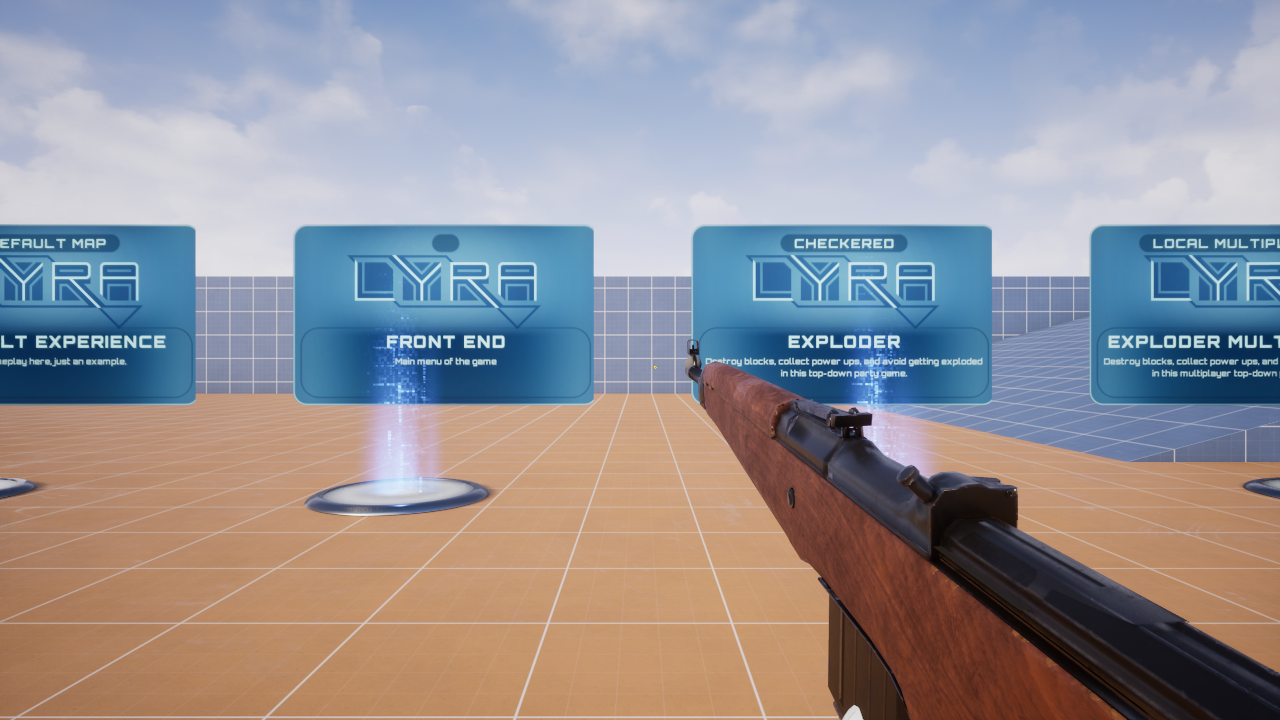 EFAULT MAP
LYRA
LT EXPERIENCE
eplay here, just an example.
LYRA
FRONT END
Main menu of the game
CHECKERED
LYRA
EXPLODER
Destroy blocks, collect power ups, and avoid getting exploded
in this top-down party game.
LOCAL MULTIPL
LYR
EXPLODER MULT
Destroy blocks, collect power ups, and
in this multiplayer top-down